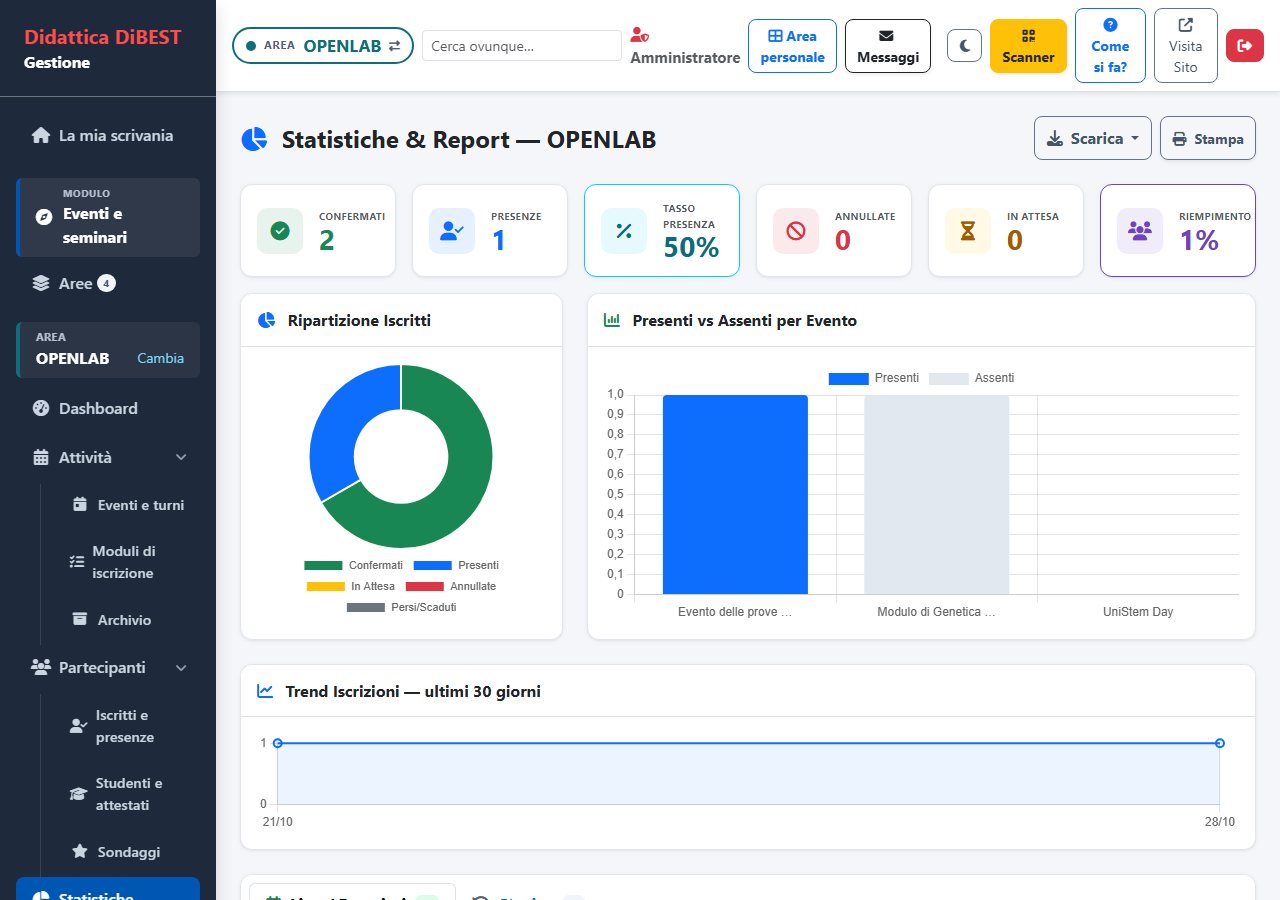 Didattica DiBEST
Gestione
AREA OPENLAB
Cerca ovunque...
Amministratore
Area personale
Messaggi
Scanner
Come si fa?
Visita Sito
La mia scrivania
MODULO
Eventi e seminari
Aree 4
AREA
OPENLAB Cambia
Dashboard
Attività
Eventi e turni
Moduli di iscrizione
Archivio
Partecipanti
Iscritti e presenze
Studenti e attestati
Sondaggi
Statistiche
Statistiche & Report — OPENLAB
Scarica
Stampa
CONFERMATI
2
PRESENZE
1
TASSO PRESENZA
50%
ANNULLATE
0
IN ATTESA
0
RIEMPIMENTO
1%
Ripartizione Iscritti
Confermati Presenti
In Attesa Annullate
Persi/Scaduti
Presenti vs Assenti per Evento
Presenti Assenti
1,0
0,9
0,8
0,7
0,6
0,5
0,4
0,3
0,2
0,1
0
Evento delle prove ... Modulo di Genetica ... UniStem Day
Trend Iscrizioni — ultimi 30 giorni
1
0
21/10 28/10